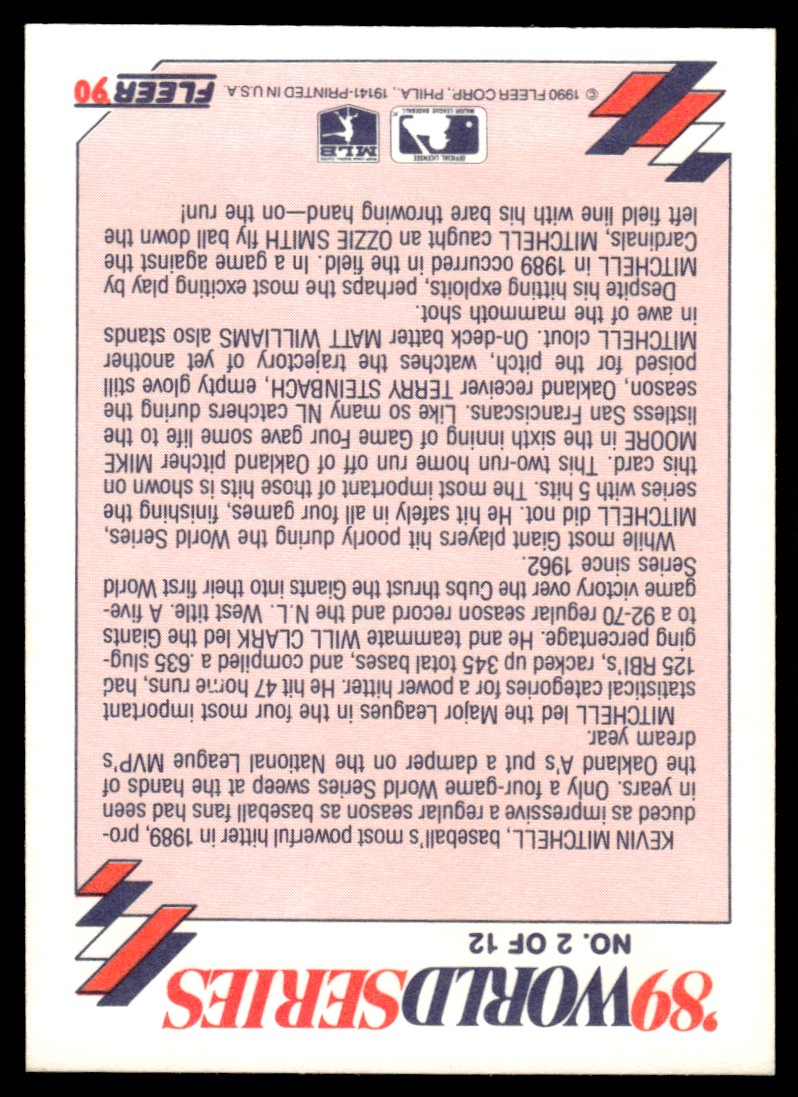 '89 WORLD SERIES
NO. 2 OF 12
KEVIN MITCHELL, baseball's most powerful hitter in 1989, pro-
duced as impressive a regular season as baseball fans had seen
in years. Only a four-game World Series sweep at the hands of
the Oakland A's put a damper on the National League MVP's
dream year.
MITCHELL led the Major Leagues in the four most important
statistical categories for a power hitter. He hit 47 home runs, had
125 RBI's, racked up 345 total bases, and compiled a .635 slug-
ging percentage. He and teammate WILL CLARK led the Giants
to a 92-70 regular season record and the N.L. West title. A five-
game victory over the Cubs thrust the Giants into their first World
Series since 1962.
While most Giant players hit poorly during the World Series,
MITCHELL did not. He hit safely in all four games, finishing the
series with 5 hits. The most important of those hits is shown on
this card. This two-run home run off of Oakland pitcher MIKE
MOORE in the sixth inning of Game Four gave some life to the
listless San Franciscans. Like so many NL catchers during the
season, Oakland receiver TERRY STEINBACH, empty glove still
poised for the pitch, watches the trajectory of yet another
MITCHELL clout. On-deck batter MATT WILLIAMS also stands
in awe of the mammoth shot.
Despite his hitting exploits, perhaps the most exciting play by
MITCHELL in 1989 occurred in the field. In a game against the
Cardinals, MITCHELL caught an OZZIE SMITH fly ball down the
left field line with his bare throwing hand—on the run!
OFFICIAL LICENSEE
MAJOR LEAGUE BASEBALL
MLB
© 1990 FLEER CORP. PHILA., 19141-PRINTED IN U.S.A.
FLEER '90